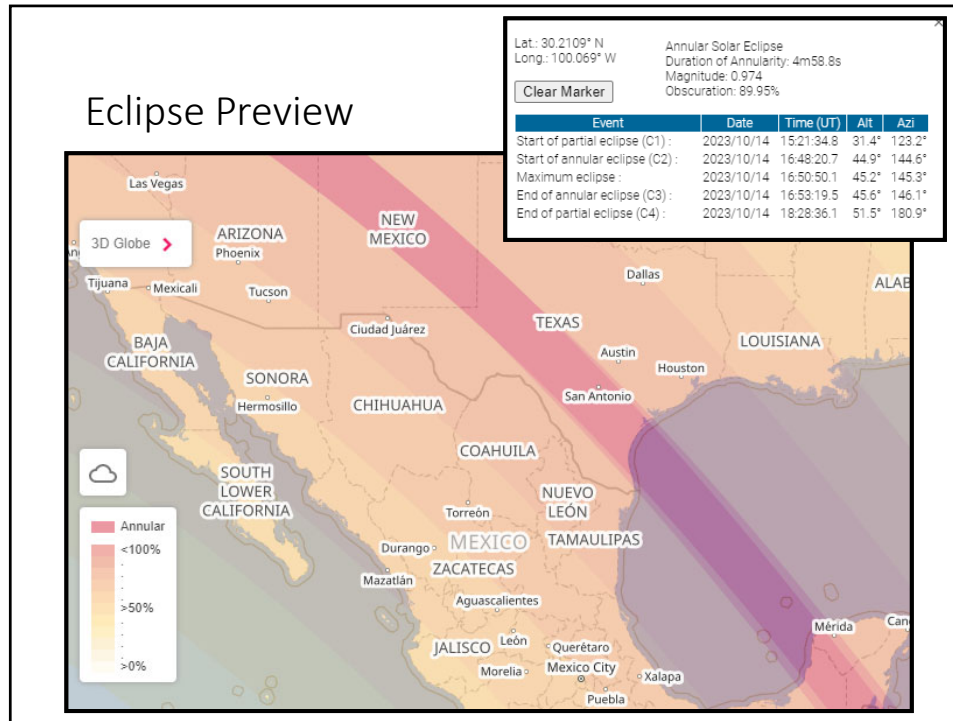 Eclipse Preview
Lat.: 30.2109° N
Long.: 100.069° W
Clear Marker
Annular Solar Eclipse
Duration of Annularity: 4m58.8s
Magnitude: 0.974
Obscuration: 89.95%
Event Date Time (UT) Alt Azi
Start of partial eclipse (C1) : 2023/10/14 15:21:34.8 31.4° 123.2°
Start of annular eclipse (C2) : 2023/10/14 16:48:20.7 44.9° 144.6°
Maximum eclipse : 2023/10/14 16:50:50.1 45.2° 145.3°
End of annular eclipse (C3) : 2023/10/14 16:53:19.5 45.6° 146.1°
End of partial eclipse (C4) : 2023/10/14 18:28:36.1 51.5° 180.9°
Las Vegas
3D Globe
ARIZONA
NEW
MEXICO
Phoenix
Dallas
Tijuana
Mexicali
Tucson
ALAB
Ciudad Juárez
TEXAS
BAJA
CALIFORNIA
LOUISIANA
Austin
Houston
SONORA
Hermosillo
CHIHUAHUA
San Antonio
COAHUILA
SOUTH
LOWER
CALIFORNIA
NUEVO
LEÓN
Torreón
Durango
MEXICO
TAMAULIPAS
Mazatlán
ZACATECAS
Aguascalientes
JALISCO
León
Querétaro
Morelia
Mexico City
Xalapa
Puebla
Mérida
Can
Annular
<100%
>50%
>0%